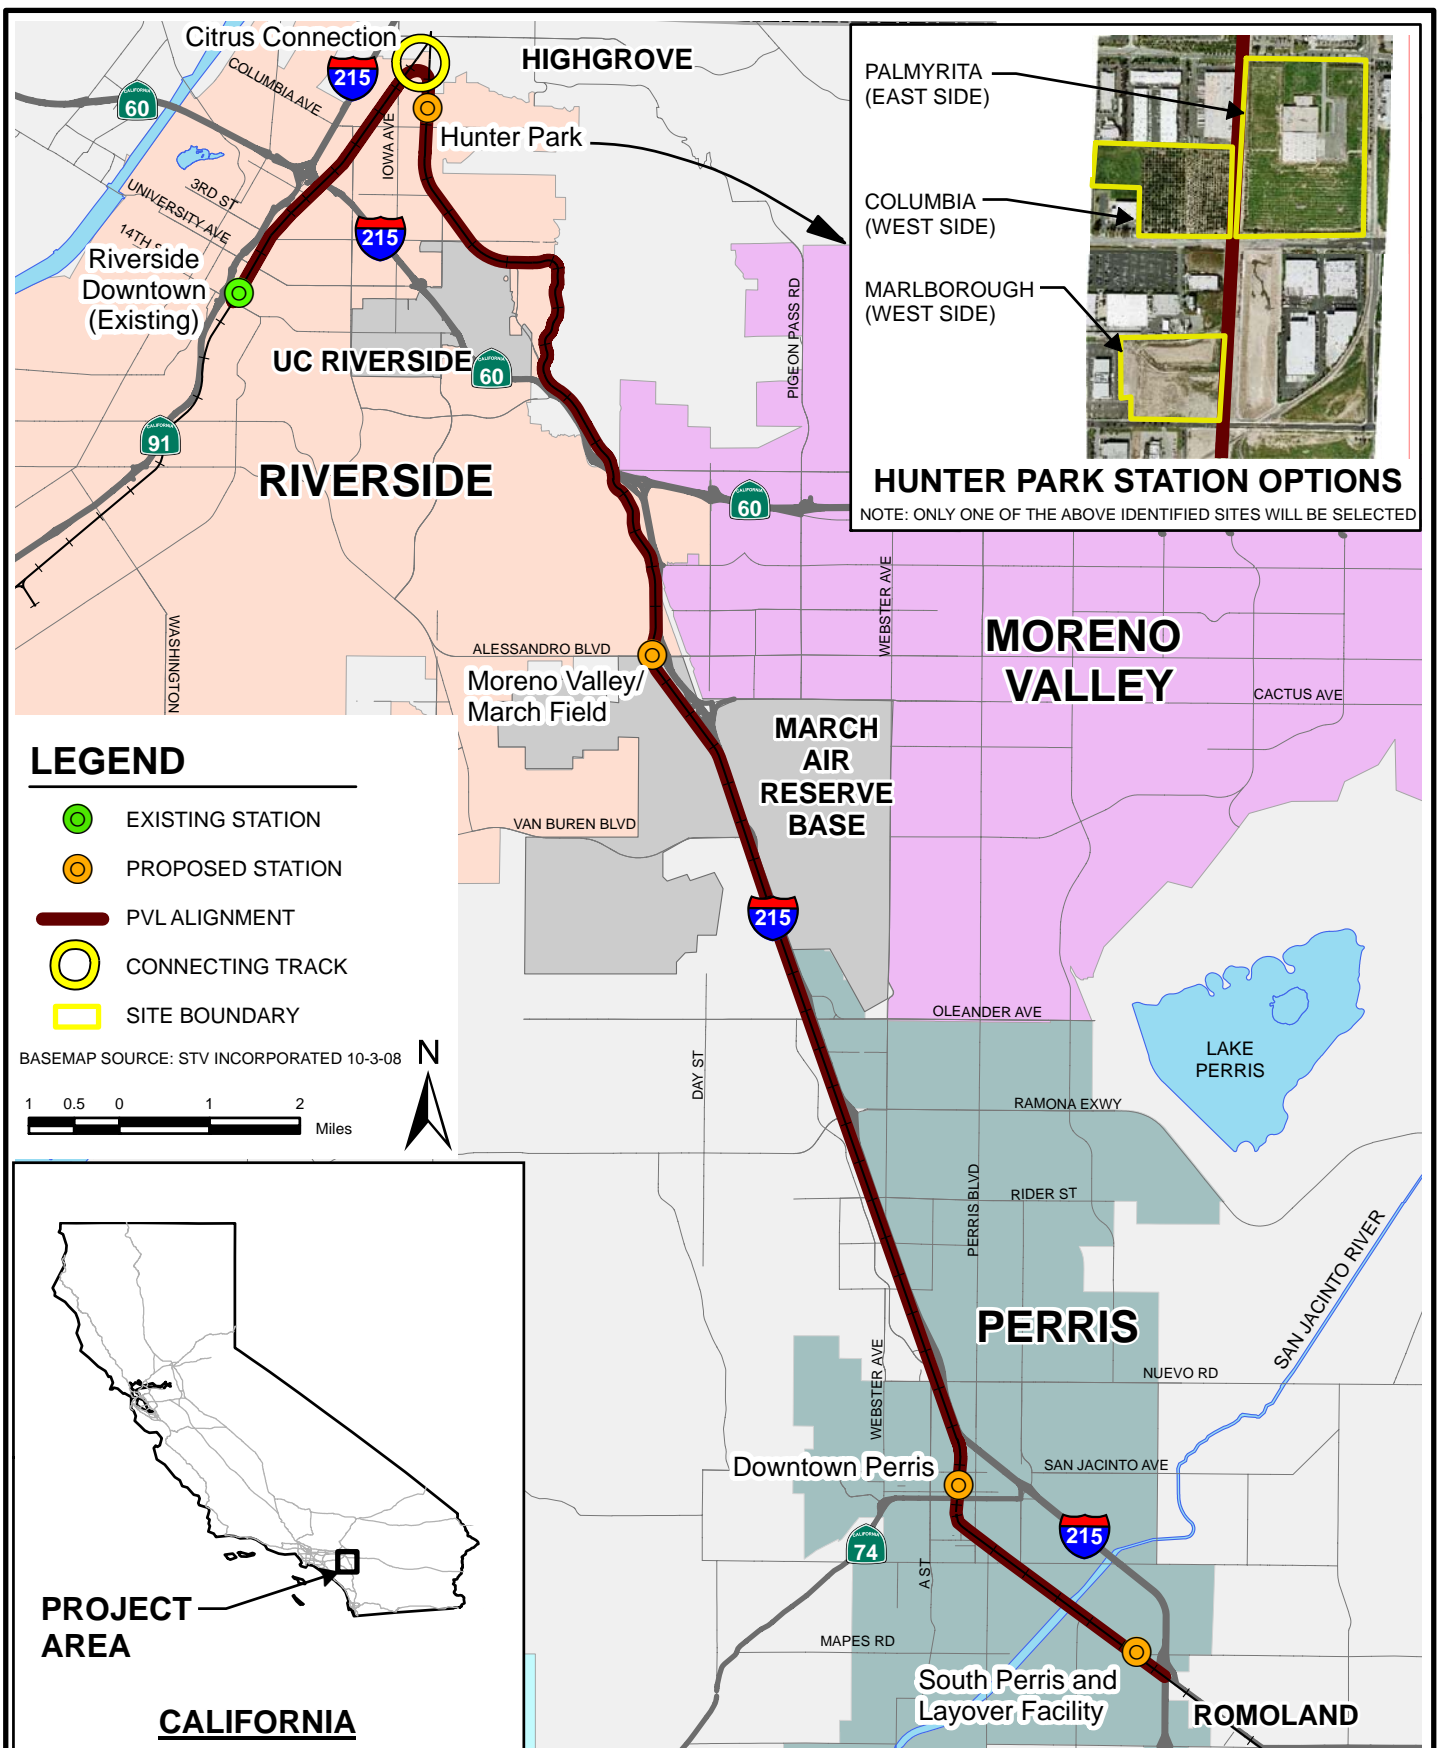 Citrus Connection
HIGHGROVE
215
60
COLUMBIA AVE
IOWA AVE
Hunter Park
3RD ST
UNIVERSITY AVE
14TH S
215
Riverside
Downtown
(Existing)
UC RIVERSIDE
CALIFORNIA
60
PIGEON PASS RD
CALIFORNIA
91
RIVERSIDE
CALIFORNIA
60
PALMYRITA
(EAST SIDE)
COLUMBIA
(WEST SIDE)
MARLBOROUGH
(WEST SIDE)
HUNTER PARK STATION OPTIONS
NOTE: ONLY ONE OF THE ABOVE IDENTIFIED SITES WILL BE SELECTED
WEBSTER AVE
WASHINGTON
ALESSANDRO BLVD
MORENO
VALLEY
Moreno Valley/
March Field
CACTUS AVE
MARCH
AIR
RESERVE
BASE
VAN BUREN BLVD
215
LEGEND
EXISTING STATION
PROPOSED STATION
PVL ALIGNMENT
CONNECTING TRACK
SITE BOUNDARY
BASEMAP SOURCE: STV INCORPORATED 10-3-08
N
1 0.5 0 1 2
Miles
OLEANDER AVE
LAKE
PERRIS
DAY ST
RAMONA EXWY
PERRIS BLVD
RIDER ST
SAN JACINTO RIVER
PERRIS
WEBSTER AVE
NUEVO RD
Downtown Perris
SAN JACINTO AVE
CALIFORNIA
74
215
A ST
MAPES RD
South Perris and
Layover Facility
ROMOLAND
PROJECT
AREA
CALIFORNIA